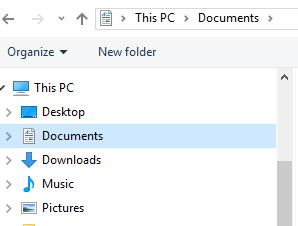 This PC > Documents >
Organize New folder
This PC
Desktop
Documents
Downloads
Music
Pictures